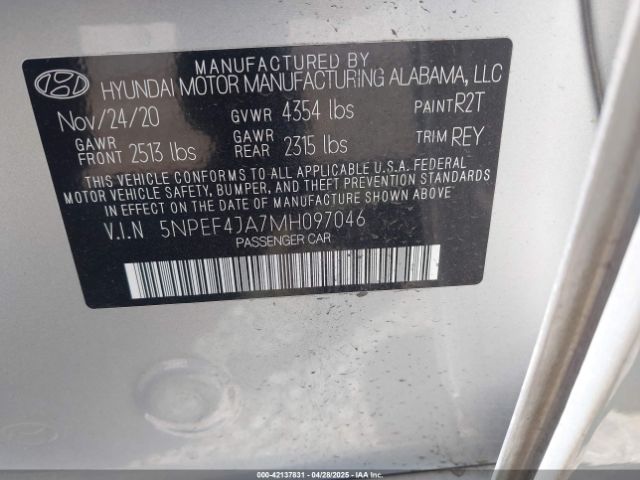 MANUFACTURED BY
HYUNDAI MOTOR MANUFACTURING ALABAMA, LLC
Nov/24/20 GVWR 4354 lbs PAINT R2T
GAWR FRONT 2513 lbs GAWR REAR 2315 lbs TRIM REY
THIS VEHICLE CONFORMS TO ALL APPLICABLE U.S.A. FEDERAL
MOTOR VEHICLE SAFETY, BUMPER, AND THEFT PREVENTION STANDARDS
IN EFFECT ON THE DATE OF MANUFACTURE SHOWN ABOVE.
V.I.N 5NPEF4JA7MH097046
PASSENGER CAR
000-42137831 - 04/28/2025 - IAAI.com